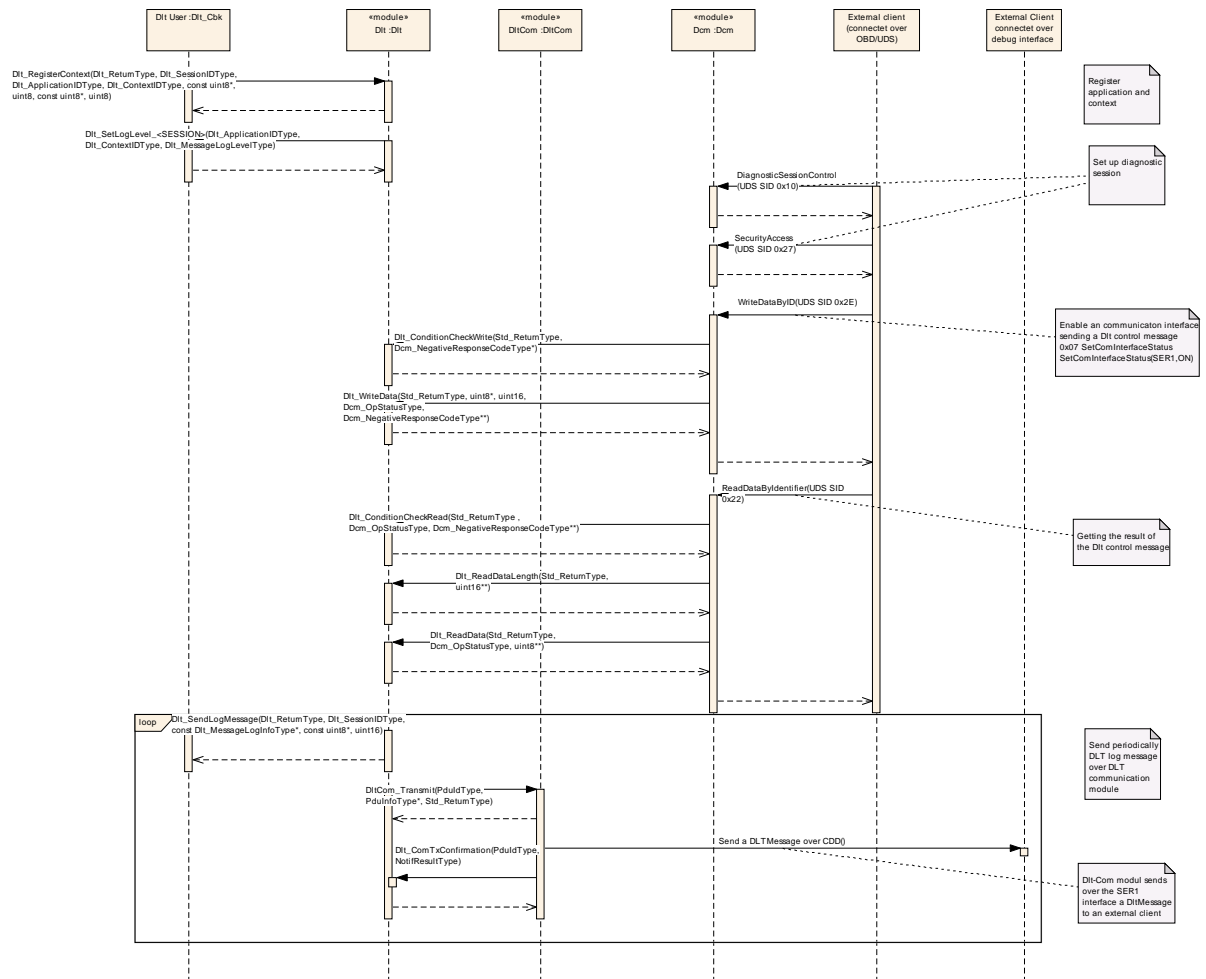 Dlt User :Dlt_Cbk
«module»
Dlt :Dlt
«module»
DltCom :DltCom
«module»
Dcm :Dcm
External client
(connectet over
OBD/UDS)
External Client
connectet over
debug interface
Dlt_RegisterContext(Dlt_ReturnType, Dlt_SessionIDType,
Dlt_ApplicationIDType, Dlt_ContextIDType, const uint8*,
uint8, const uint8*, uint8)
Register
application and
context
Dlt_SetLogLevel_<SESSION>(Dlt_ApplicationIDType,
Dlt_ContextIDType, Dlt_MessageLogLevelType)
Set up diagnostic
session
DiagnosticSessionControl
(UDS SID 0x10)
SecurityAccess
(UDS SID 0x27)
WriteDataByID(UDS SID 0x2E)
Enable an communicaton interface
sending a Dlt control message
0x07 SetComInterfaceStatus
SetComInterfaceStatus(SER1,ON)
Dlt_ConditionCheckWrite(Std_ReturnType,
Dcm_NegativeResponseCodeType*)
Dlt_WriteData(Std_ReturnType, uint8*, uint16,
Dcm_OpStatusType,
Dcm_NegativeResponseCodeType**)
ReadDataByIdentifier(UDS SID
0x22)
Dlt_ConditionCheckRead(Std_ReturnType ,
Dcm_OpStatusType, Dcm_NegativeResponseCodeType**)
Getting the result of
the Dlt control message
Dlt_ReadDataLength(Std_ReturnType,
uint16**)
Dlt_ReadData(Std_ReturnType,
Dcm_OpStatusType, uint8**)
loop
Dlt_SendLogMessage(Dlt_ReturnType, Dlt_SessionIDType,
const Dlt_MessageLogInfoType*, const uint8*, uint16)
Send periodically
DLT log message
over DLT
communication
module
DltCom_Transmit(PduIdType,
PduInfoType*, Std_ReturnType)
Send a DLTMessage over CDD()
Dlt_ComTxConfirmation(PduIdType,
NotifResultType)
Dlt-Com modul sends
over the SER1
interface a DltMessage
to an external client